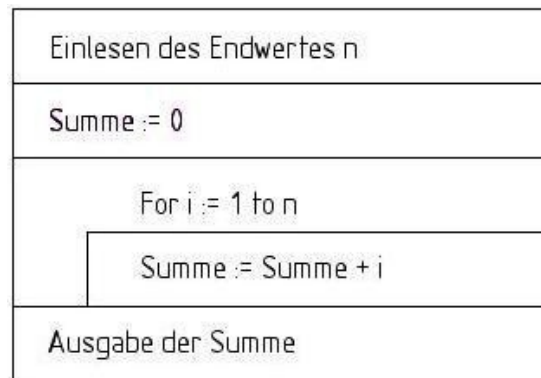 Einlesen des Endwertes n
Summe := 0
For i := 1 to n
Summe := Summe + i
Ausgabe der Summe